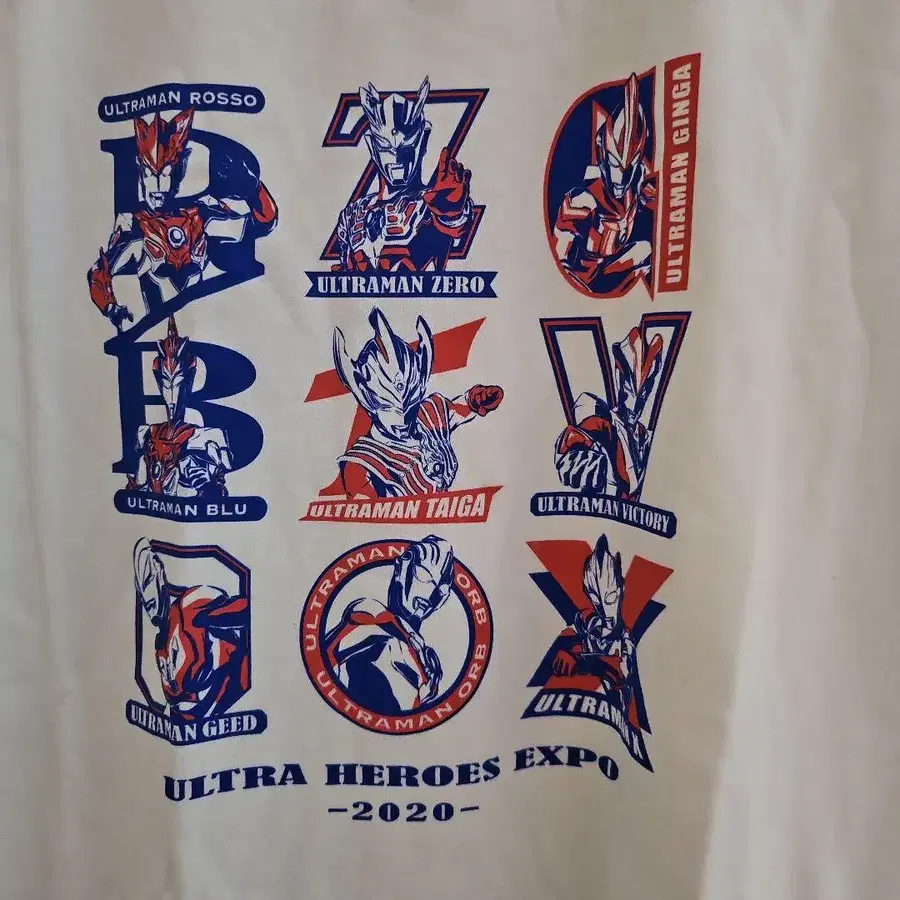 ULTRAMAN ROSSO
R
Z
ULTRAMAN ZERO
G
ULTRAMAN GINGA
B
ULTRAMAN BLU
T
ULTRAMAN TAIGA
V
ULTRAMAN VICTORY
G
ULTRAMAN GEED
ULTRAMAN ORB
ULTRAMAN ORB
X
ULTRAMAN X
ULTRA HEROES EXPO
-2020-